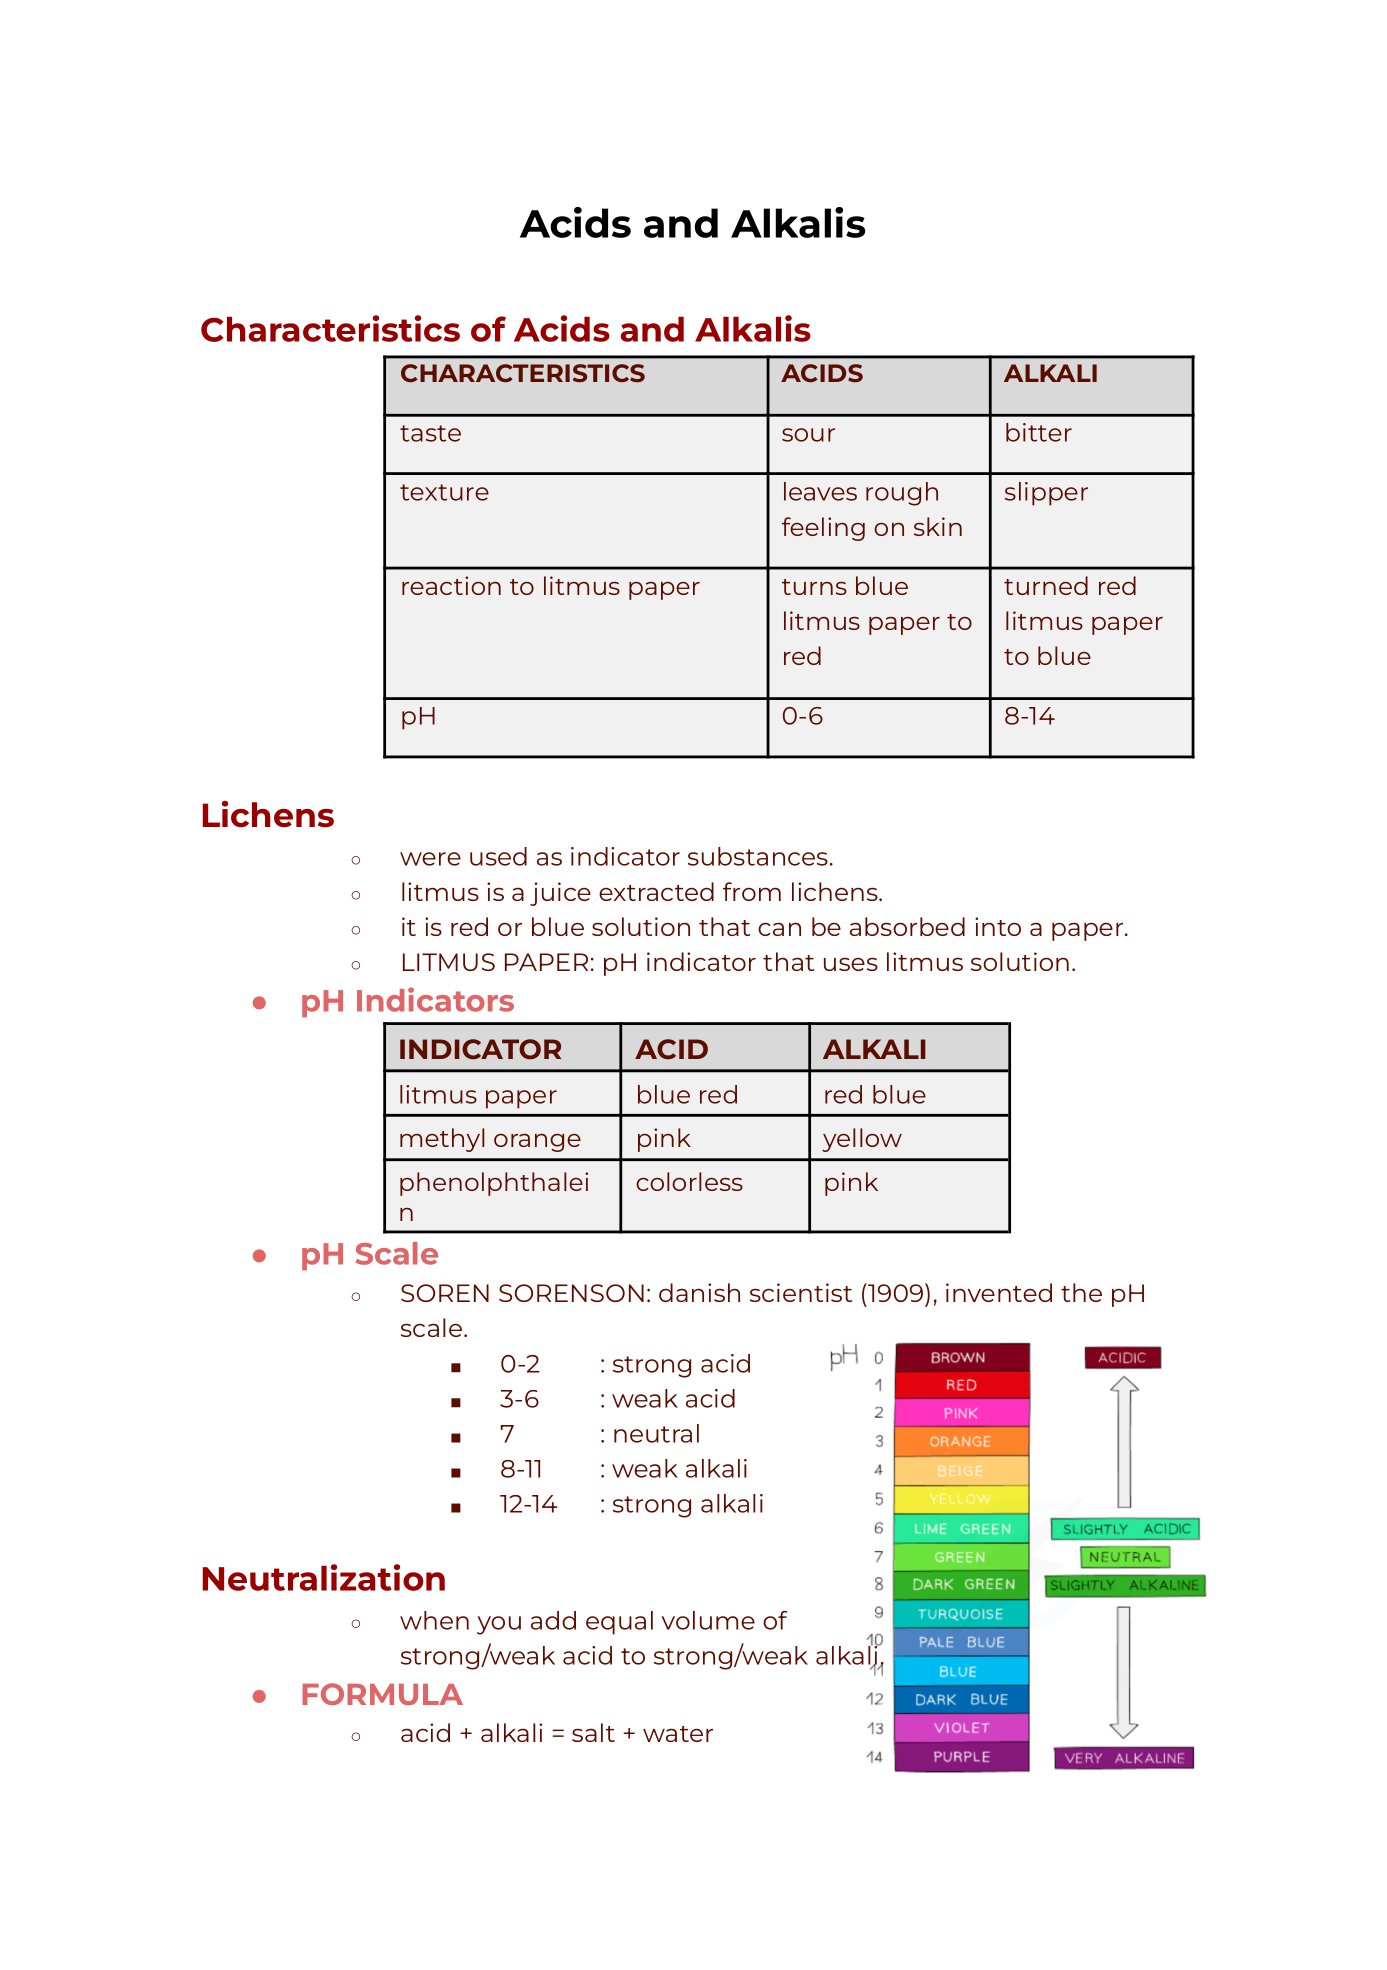 Acids and Alkalis
Characteristics of Acids and Alkalis
CHARACTERISTICS ACIDS ALKALI
taste sour bitter
texture leaves rough slipper
feeling on skin
reaction to litmus paper turns blue turned red
litmus paper to litmus paper
red to blue
pH 0-6 8-14
Lichens
○ were used as indicator substances.
○ litmus is a juice extracted from lichens.
○ it is red or blue solution that can be absorbed into a paper.
○ LITMUS PAPER: pH indicator that uses litmus solution.
● pH Indicators
INDICATOR ACID ALKALI
litmus paper blue red red blue
methyl orange pink yellow
phenolphthalei colorless pink
n
● pH Scale
○ SOREN SORENSON: danish scientist (1909), invented the pH
scale.
■ 0-2 : strong acid
■ 3-6 : weak acid
■ 7 : neutral
■ 8-11 : weak alkali
■ 12-14 : strong alkali
Neutralization
○ when you add equal volume of
strong/weak acid to strong/weak alkali.
● FORMULA
○ acid + alkali = salt + water
pH 0 BROWN ACIDIC
1 RED
2 PINK
3 ORANGE
4 BEIGE
5 YELLOW
6 LIME GREEN SLIGHTLY ACIDIC
7 GREEN NEUTRAL
8 DARK GREEN SLIGHTLY ALKALINE
9 TURQUOISE
10 PALE BLUE
11 BLUE
12 DARK BLUE
13 VIOLET
14 PURPLE VERY ALKALINE